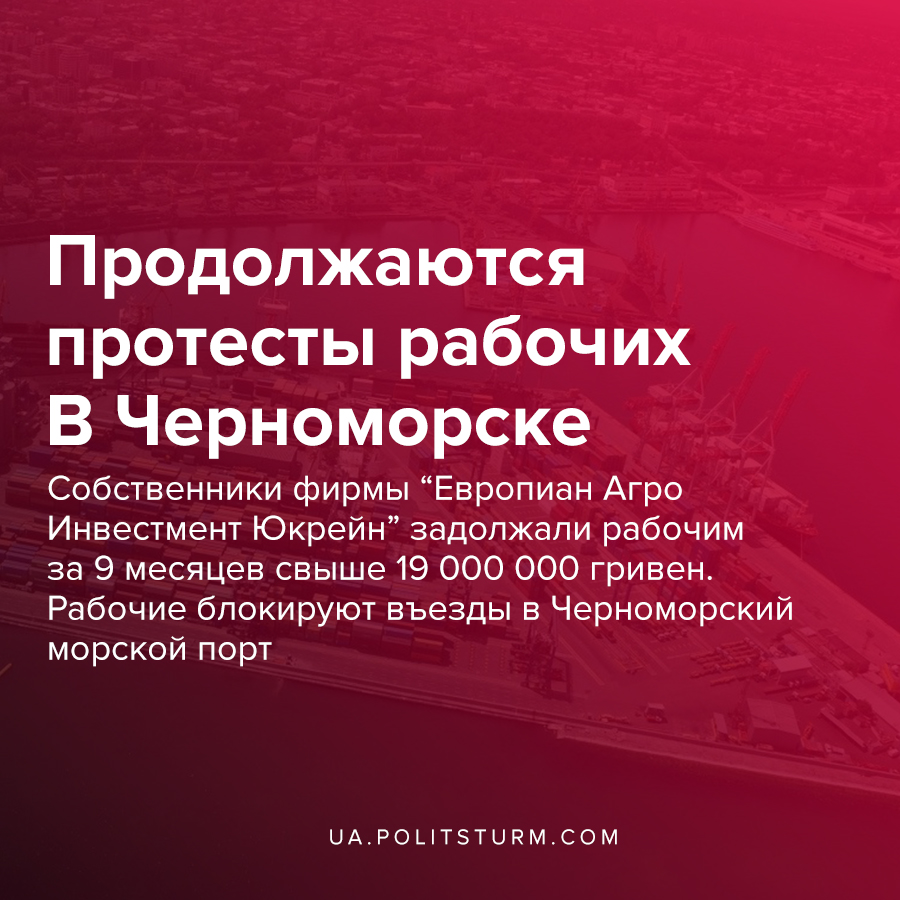 Продолжаются
протесты рабочих
В Черноморске
Собственники фирмы “Европиан Агро
Инвестмент Юкрейн” задолжали рабочим
за 9 месяцев свыше 19 000 000 гривен.
Рабочие блокируют въезды в Черноморский
морской порт
UA.POLITSTURM.COM